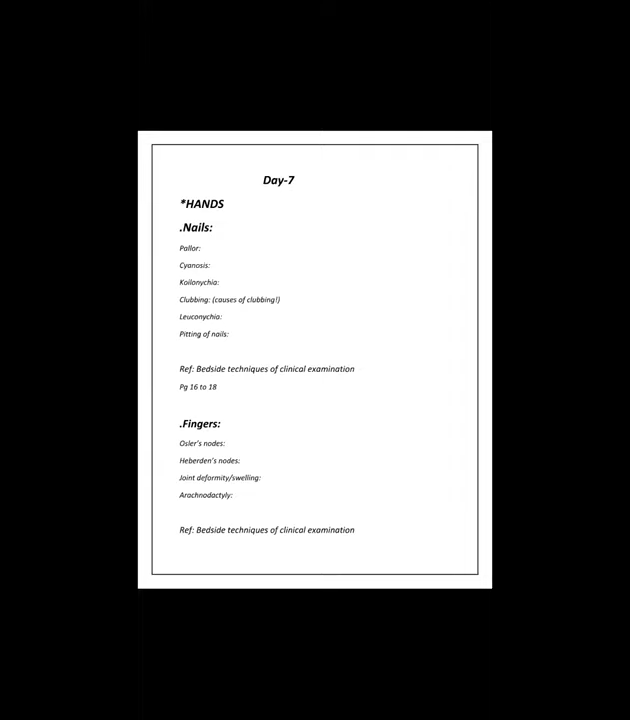 Day-7
*HANDS
.Nails:
Pallor:
Cyanosis:
Koilonychia:
Clubbing: (causes of clubbing!)
Leuconychia:
Pitting of nails:
Ref: Bedside techniques of clinical examination
Pg 16 to 18
.Fingers:
Osler's nodes:
Heberden's nodes:
Joint deformity/swelling:
Arachnodactyly:
Ref: Bedside techniques of clinical examination